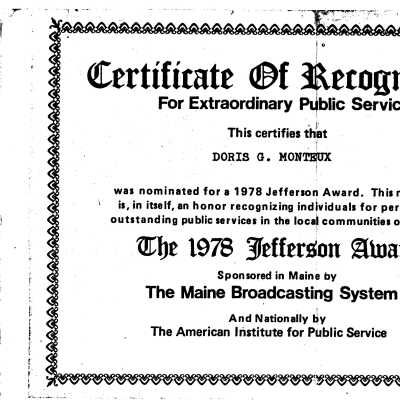 Certificate Of Recogn
For Extraordinary Public Servic
This certifies that
DORIS G. MONTEUX
was nominated for a 1978 Jefferson Award. This n
is, in itself, an honor recognizing individuals for per
outstanding public services in the local communities o
The 1978 Jefferson Awa
Sponsored in Maine by
The Maine Broadcasting System
And Nationally by
The American Institute for Public Service